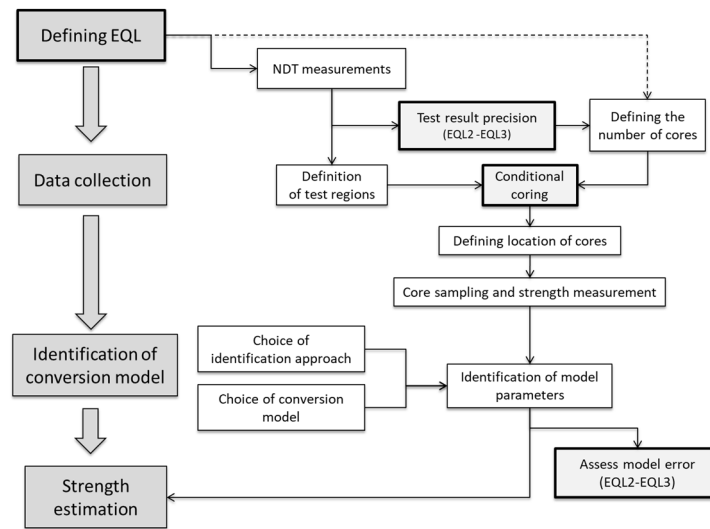 Defining EQL
NDT measurements
Test result precision
(EQL2 -EQL3)
Defining the
number of cores
Data collection
Definition
of test regions
Conditional
coring
Defining location of cores
Core sampling and strength measurement
Identification of
conversion model
Choice of
identification approach
Choice of conversion
model
Identification of model
parameters
Strength
estimation
Assess model error
(EQL2-EQL3)